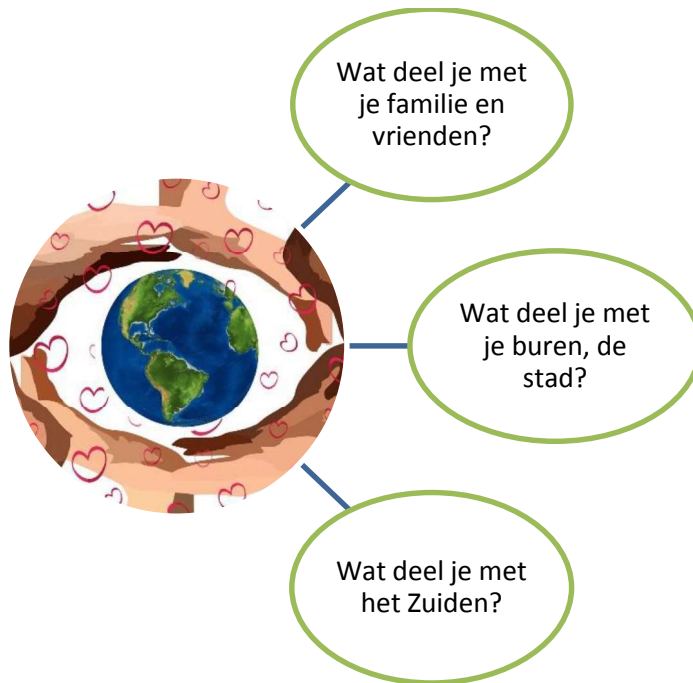 Wat deel je met
je familie en
vrienden?
Wat deel je met
je buren, de
stad?
Wat deel je met
het Zuiden?